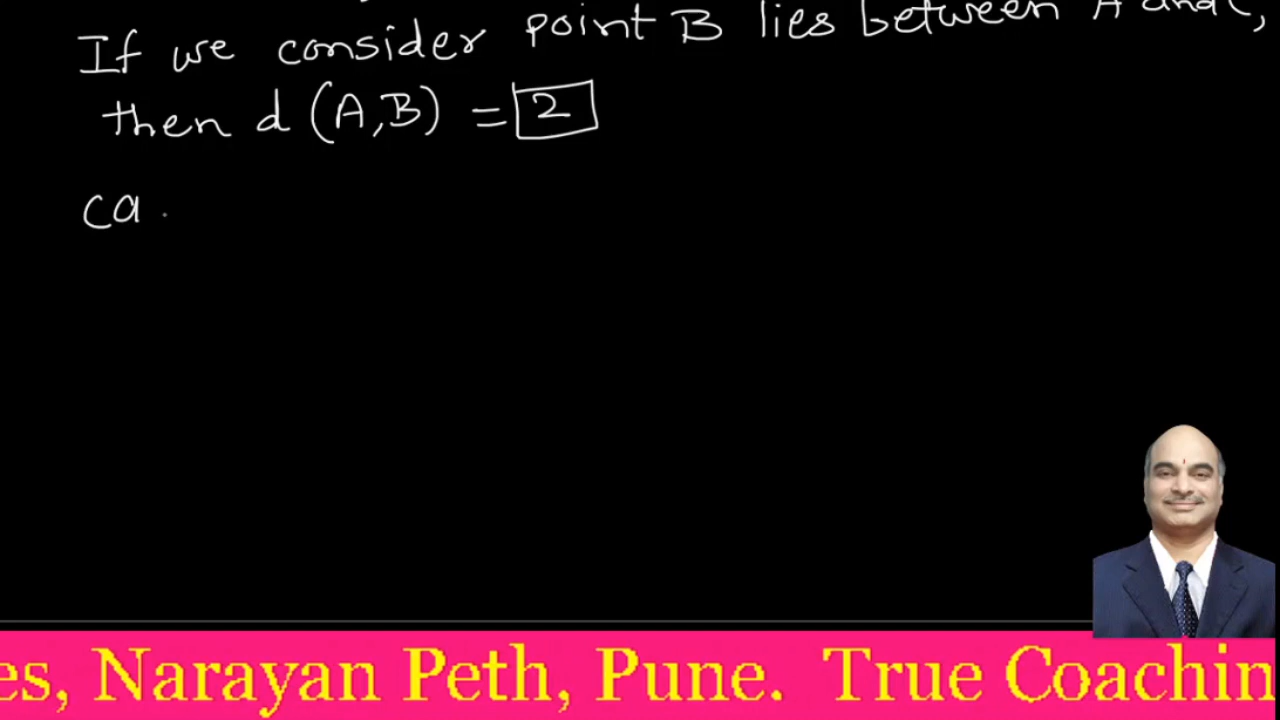 If we consider point B lies between A and C,
then d (A,B) = 2
ca
es, Narayan Peth, Pune. True Coachin